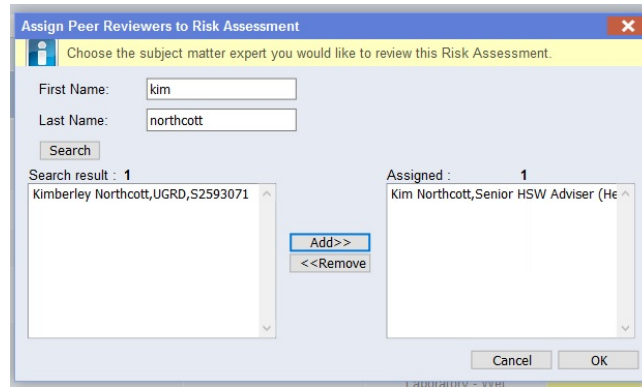 Assign Peer Reviewers to Risk Assessment
Choose the subject matter expert you would like to review this Risk Assessment.
First Name: kim
Last Name: northcott
Search
Search result : 1
Assigned : 1
Kimberley Northcott,UGRD,S2593071
Kim Northcott,Senior HSW Adviser (He
Add>>
<<Remove
Cancel
OK
Laboratory - Wet